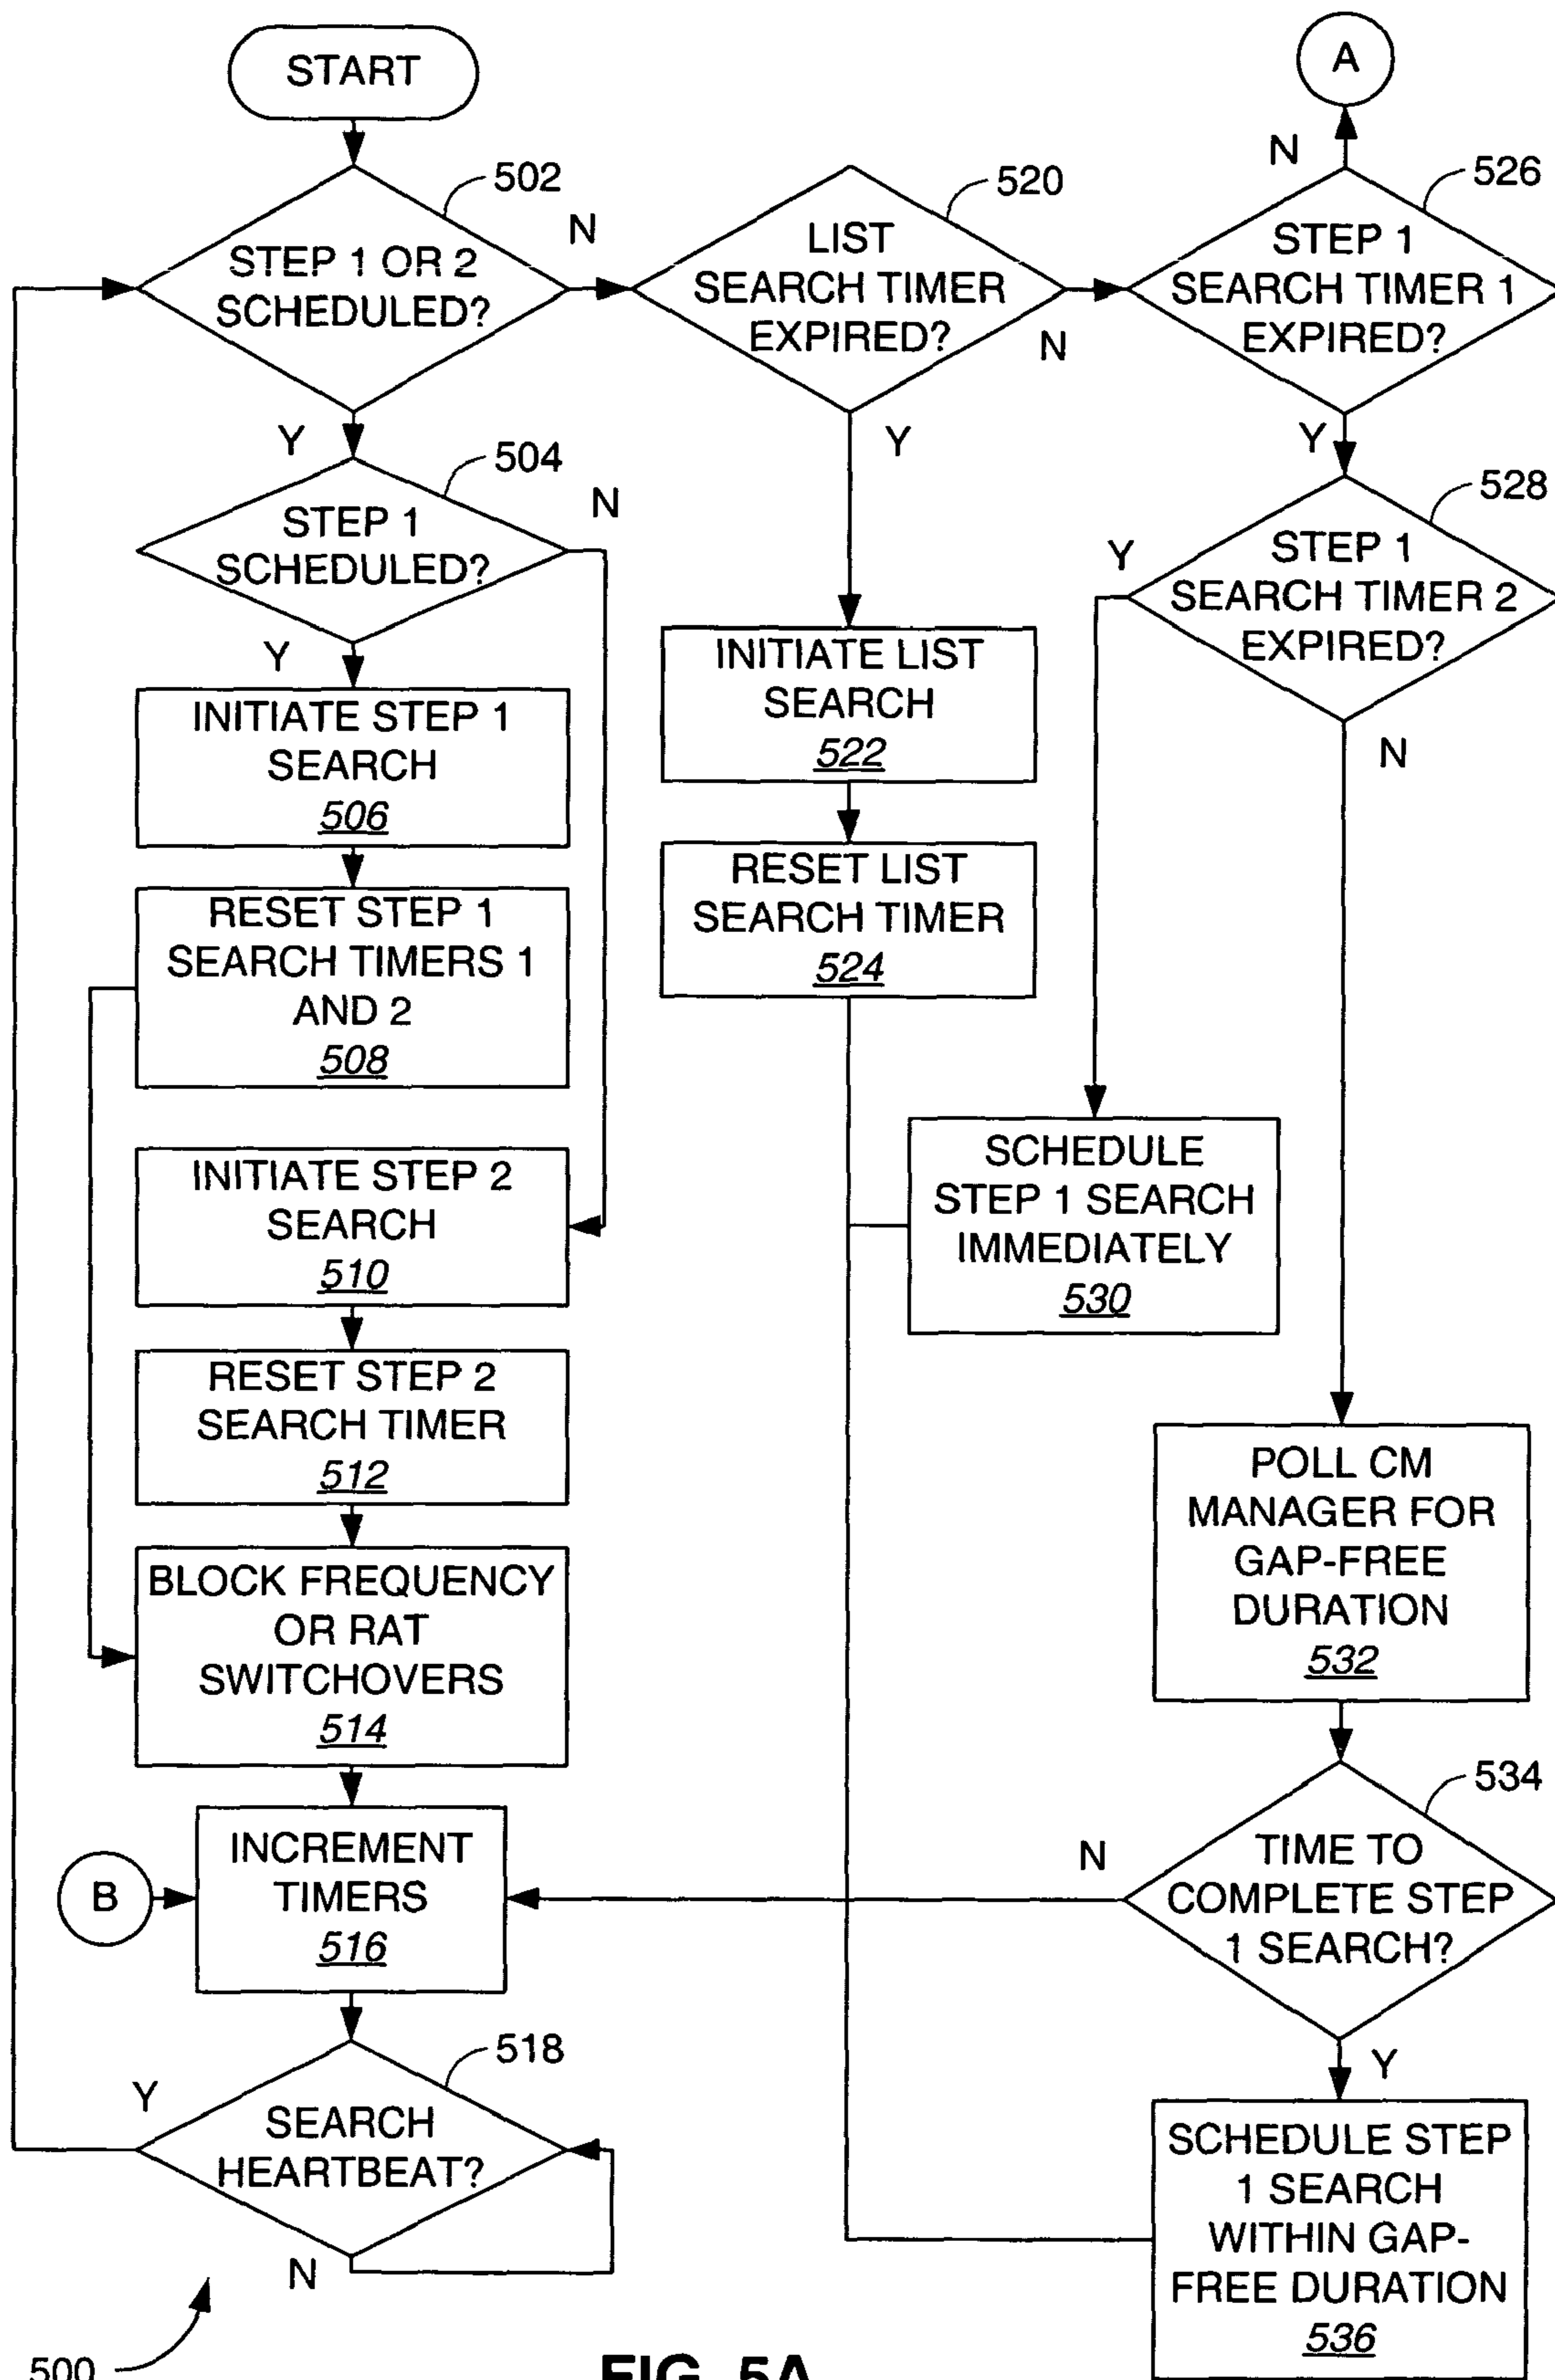 START
A
502
N
520
N
526
STEP 1 OR 2
SCHEDULED?
LIST
SEARCH TIMER
EXPIRED?
N
STEP 1
SEARCH TIMER 1
EXPIRED?
Y
504
N
Y
Y
528
STEP 1
SCHEDULED?
Y
STEP 1
SEARCH TIMER 2
EXPIRED?
N
Y
INITIATE STEP 1
SEARCH
506
INITIATE LIST
SEARCH
522
RESET STEP 1
SEARCH TIMERS 1
AND 2
508
RESET LIST
SEARCH TIMER
524
INITIATE STEP 2
SEARCH
510
SCHEDULE
STEP 1 SEARCH
IMMEDIATELY
530
RESET STEP 2
SEARCH TIMER
512
POLL CM
MANAGER FOR
GAP-FREE
DURATION
532
BLOCK FREQUENCY
OR RAT
SWITCHOVERS
514
534
B
INCREMENT
TIMERS
516
N
TIME TO
COMPLETE STEP
1 SEARCH?
Y
518
Y
SEARCH
HEARTBEAT?
N
SCHEDULE STEP
1 SEARCH
WITHIN GAP-
FREE DURATION
536
500
FIG. 5A